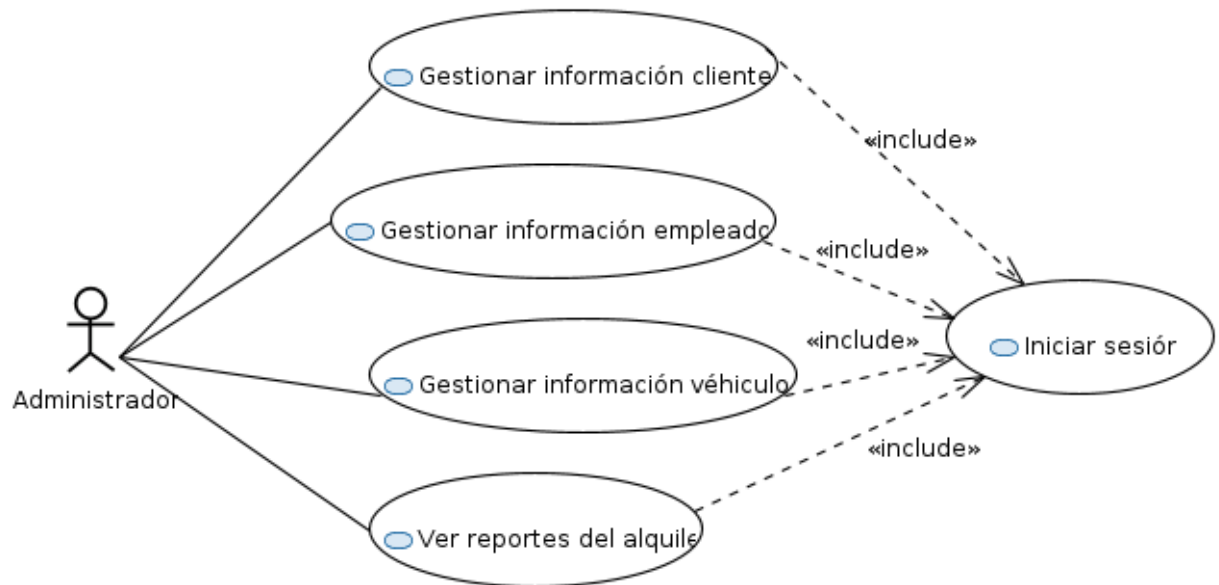 Gestionar información cliente
«include»
Gestionar información empleado
«include»
Administrador
Iniciar sesión
«include»
Gestionar información véhiculo
«include»
Ver reportes del alquile